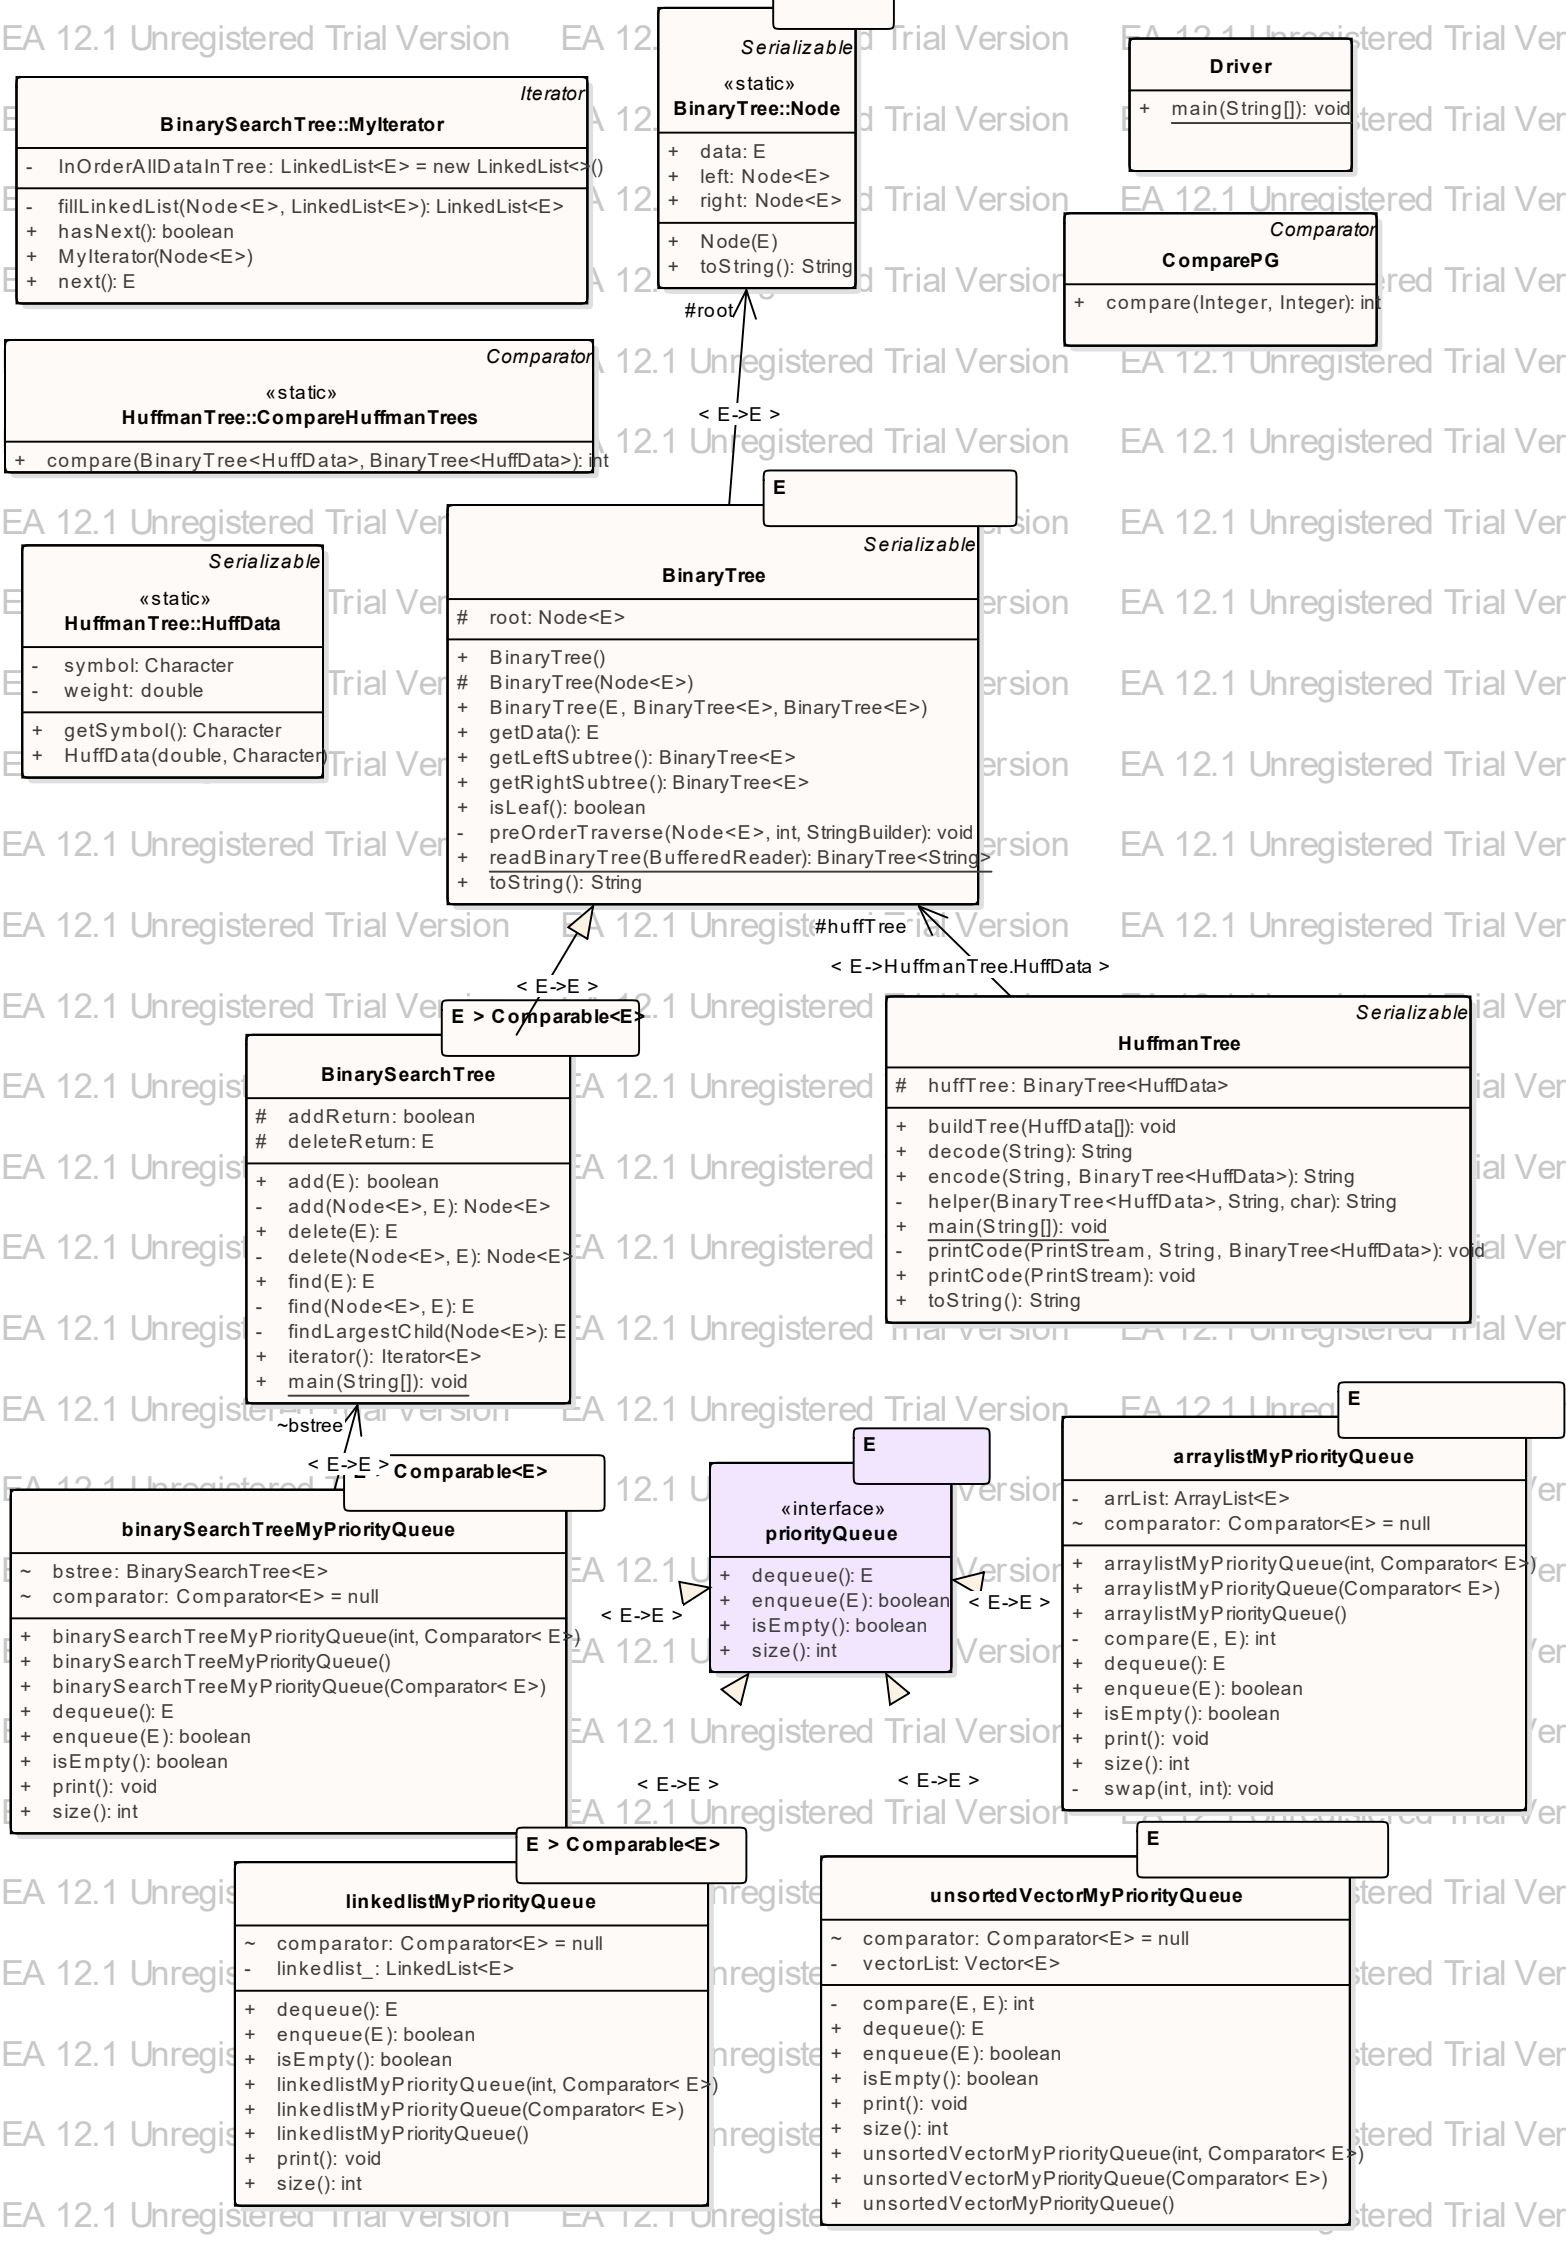 EA 12.1 Unregistered Trial Version
Iterator
BinarySearchTree::MyIterator
- InOrderAllDataInTree: LinkedList<E> = new LinkedList<>()
- fillLinkedList(Node<E>, LinkedList<E>): LinkedList<E>
+ hasNext(): boolean
+ MyIterator(Node<E>)
+ next(): E
Serializable
«static»
BinaryTree::Node
+ data: E
+ left: Node<E>
+ right: Node<E>
+ Node(E)
+ toString(): String
Driver
+ main(String[]): void
Comparator
ComparePG
+ compare(Integer, Integer): int
#root
< E->E >
Comparator
«static»
HuffmanTree::CompareHuffmanTrees
+ compare(BinaryTree<HuffData>, BinaryTree<HuffData>): int
Serializable
«static»
HuffmanTree::HuffData
- symbol: Character
- weight: double
+ getSymbol(): Character
+ HuffData(double, Character)
E
Serializable
BinaryTree
# root: Node<E>
+ BinaryTree()
# BinaryTree(Node<E>)
+ BinaryTree(E, BinaryTree<E>, BinaryTree<E>)
+ getData(): E
+ getLeftSubtree(): BinaryTree<E>
+ getRightSubtree(): BinaryTree<E>
+ isLeaf(): boolean
- preOrderTraverse(Node<E>, int, StringBuilder): void
+ readBinaryTree(BufferedReader): BinaryTree<String>
+ toString(): String
#huffTree
< E->HuffmanTree.HuffData >
< E->E >
E > Comparable<E>
BinarySearchTree
# addReturn: boolean
# deleteReturn: E
+ add(E): boolean
- add(Node<E>, E): Node<E>
+ delete(E): E
- delete(Node<E>, E): Node<E>
+ find(E): E
- find(Node<E>, E): E
- findLargestChild(Node<E>): E
+ iterator(): Iterator<E>
+ main(String[]): void
Serializable
HuffmanTree
# huffTree: BinaryTree<HuffData>
+ buildTree(HuffData[]): void
+ decode(String): String
+ encode(String, BinaryTree<HuffData>): String
- helper(BinaryTree<HuffData>, String, char): String
+ main(String[]): void
- printCode(PrintStream, String, BinaryTree<HuffData>): void
+ printCode(PrintStream): void
+ toString(): String
~bstree
< E->E >
Comparable<E>
binarySearchTreeMyPriorityQueue
~ bstree: BinarySearchTree<E>
~ comparator: Comparator<E> = null
+ binarySearchTreeMyPriorityQueue(int, Comparator< E>)
+ binarySearchTreeMyPriorityQueue()
+ binarySearchTreeMyPriorityQueue(Comparator< E>)
+ dequeue(): E
+ enqueue(E): boolean
+ isEmpty(): boolean
+ print(): void
+ size(): int
E
«interface»
priorityQueue
+ dequeue(): E
+ enqueue(E): boolean
+ isEmpty(): boolean
+ size(): int
< E->E >
< E->E >
< E->E >
< E->E >
E
arraylistMyPriorityQueue
- arrList: ArrayList<E>
~ comparator: Comparator<E> = null
+ arraylistMyPriorityQueue(int, Comparator< E>)
+ arraylistMyPriorityQueue(Comparator< E>)
+ arraylistMyPriorityQueue()
- compare(E, E): int
+ dequeue(): E
+ enqueue(E): boolean
+ isEmpty(): boolean
+ print(): void
+ size(): int
- swap(int, int): void
E > Comparable<E>
linkedlistMyPriorityQueue
~ comparator: Comparator<E> = null
- linkedlist_: LinkedList<E>
+ dequeue(): E
+ enqueue(E): boolean
+ isEmpty(): boolean
+ linkedlistMyPriorityQueue(int, Comparator< E>)
+ linkedlistMyPriorityQueue(Comparator< E>)
+ linkedlistMyPriorityQueue()
+ print(): void
+ size(): int
E
unsortedVectorMyPriorityQueue
~ comparator: Comparator<E> = null
- vectorList: Vector<E>
- compare(E, E): int
+ dequeue(): E
+ enqueue(E): boolean
+ isEmpty(): boolean
+ print(): void
+ size(): int
+ unsortedVectorMyPriorityQueue(int, Comparator< E>)
+ unsortedVectorMyPriorityQueue(Comparator< E>)
+ unsortedVectorMyPriorityQueue()